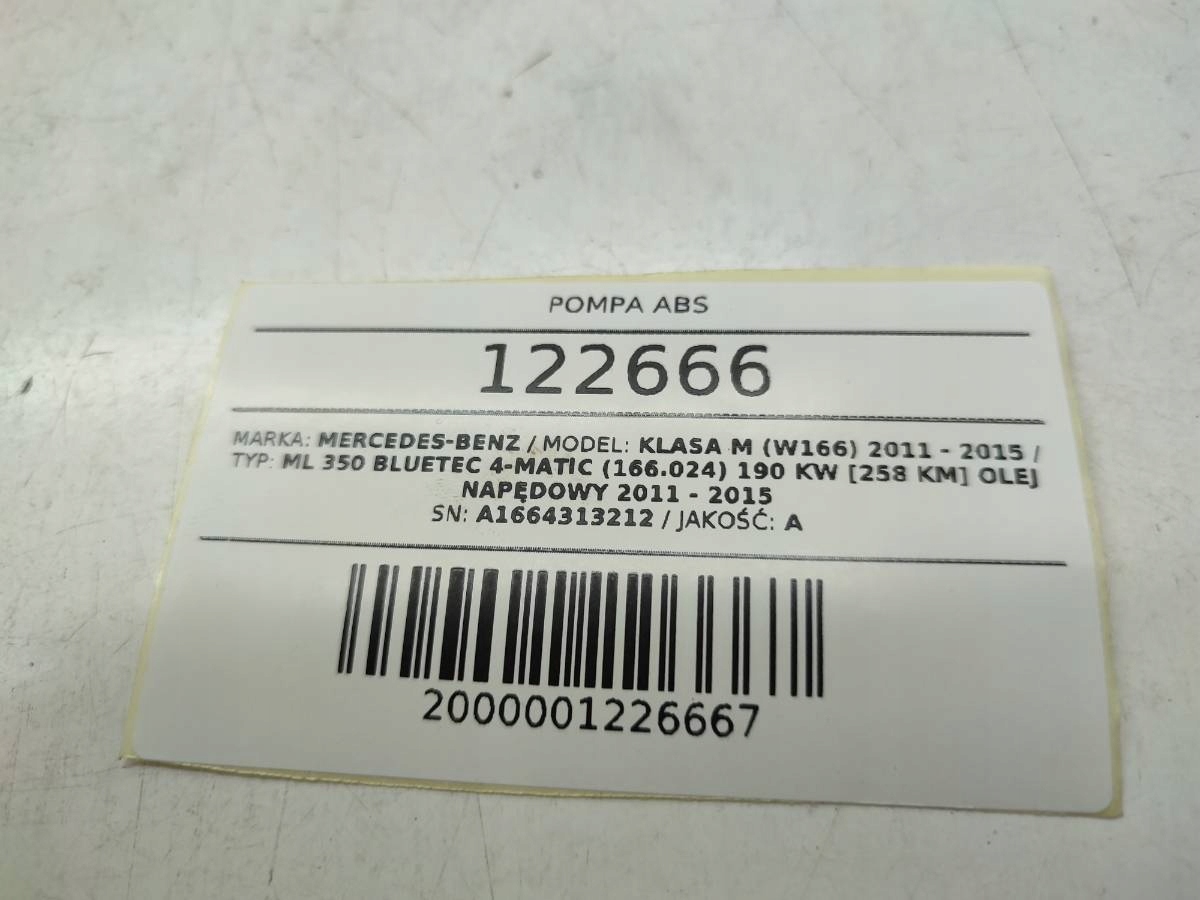 POMPA ABS
122666
MARKA: MERCEDES-BENZ / MODEL: KLASA M (W166) 2011 - 2015 /
TYP: ML 350 BLUETEC 4-MATIC (166.024) 190 KW [258 KM] OLEJ
NAPĘDOWY 2011 - 2015
SN: A1664313212 / JAKOŚĆ: A
2000001226667